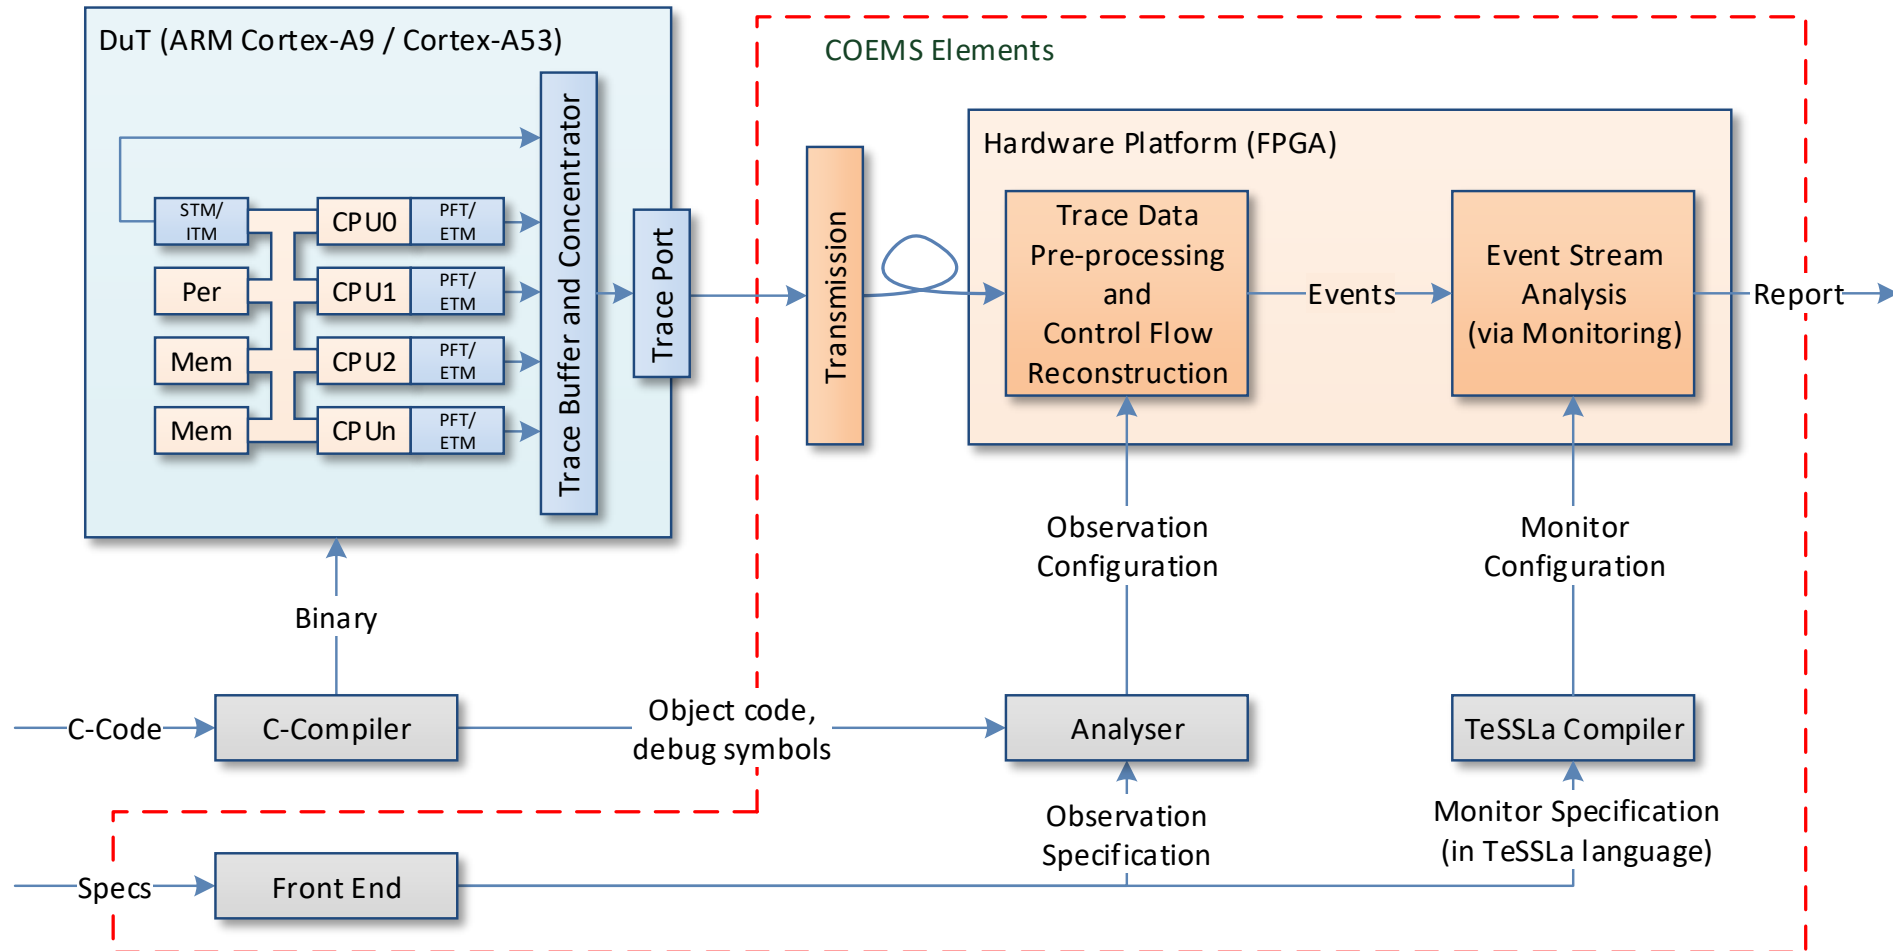 DuT (ARM Cortex-A9 / Cortex-A53)
COEMS Elements
Hardware Platform (FPGA)
STM/
ITM
CPU0
PFT/
ETM
Per
CPU1
PFT/
ETM
Mem
CPU2
PFT/
ETM
Mem
CPUn
PFT/
ETM
Trace Buffer and Concentrator
Trace Port
Transmission
Trace Data
Pre-processing
and
Control Flow
Reconstruction
Events
Event Stream
Analysis
(via Monitoring)
Report
Binary
Observation
Configuration
Monitor
Configuration
C-Code
C-Compiler
Object code,
debug symbols
Analyser
TeSSLa Compiler
Observation
Specification
Monitor Specification
(in TeSSLa language)
Specs
Front End